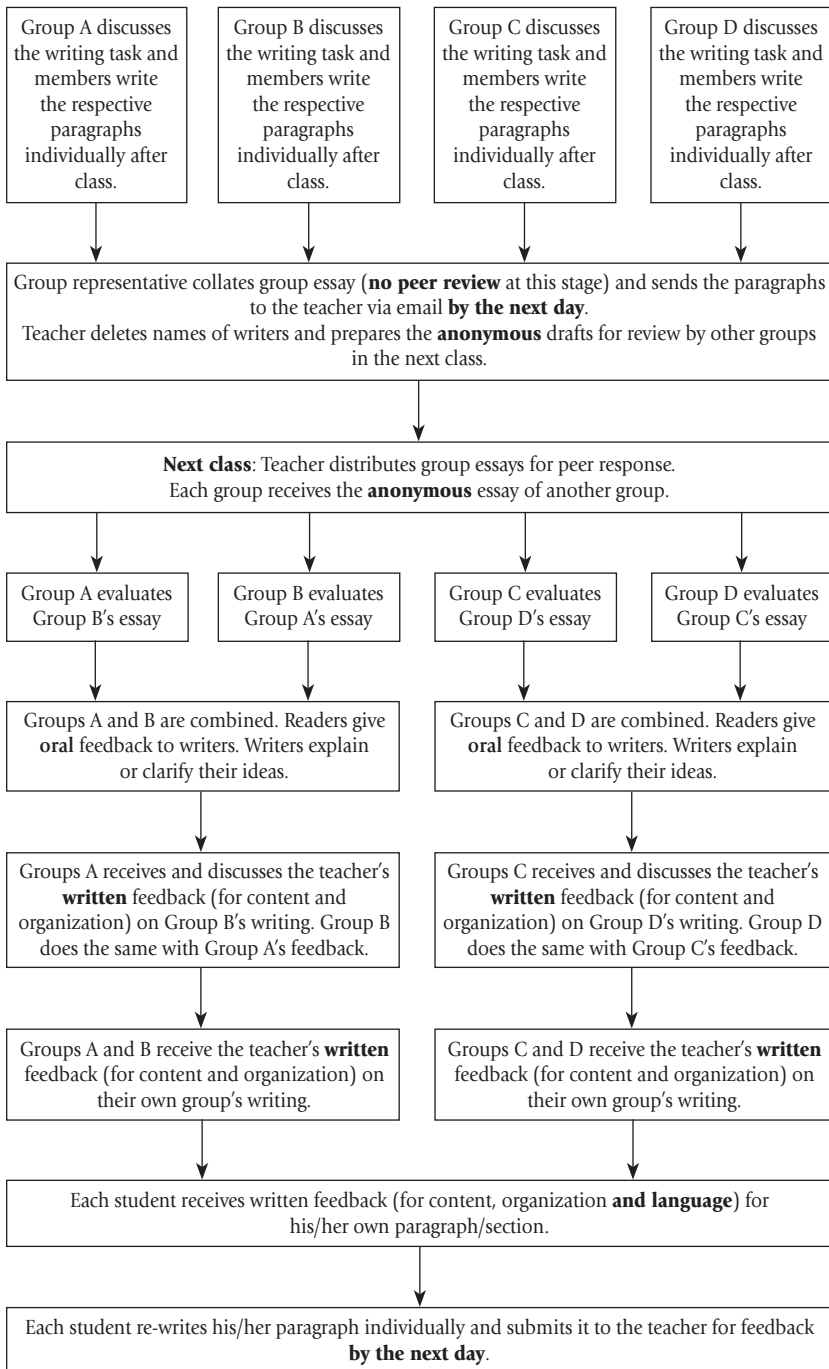 Group A discusses
the writing task and
members write
the respective
paragraphs
individually after
class.
Group B discusses
the writing task and
members write
the respective
paragraphs
individually after
class.
Group C discusses
the writing task and
members write
the respective
paragraphs
individually after
class.
Group D discusses
the writing task and
members write
the respective
paragraphs
individually after
class.
Group representative collates group essay (no peer review at this stage) and sends the paragraphs
to the teacher via email by the next day.
Teacher deletes names of writers and prepares the anonymous drafts for review by other groups
in the next class.
Next class: Teacher distributes group essays for peer response.
Each group receives the anonymous essay of another group.
Group A evaluates
Group B's essay
Group B evaluates
Group A's essay
Group C evaluates
Group D's essay
Group D evaluates
Group C's essay
Groups A and B are combined. Readers give
oral feedback to writers. Writers explain
or clarify their ideas.
Groups C and D are combined. Readers give
oral feedback to writers. Writers explain
or clarify their ideas.
Groups A receives and discusses the teacher's
written feedback (for content and
organization) on Group B's writing. Group B
does the same with Group A's feedback.
Groups C receives and discusses the teacher's
written feedback (for content and
organization) on Group D's writing. Group D
does the same with Group C's feedback.
Groups A and B receive the teacher's written
feedback (for content and organization) on
their own group's writing.
Groups C and D receive the teacher's written
feedback (for content and organization) on
their own group's writing.
Each student receives written feedback (for content, organization and language) for
his/her own paragraph/section.
Each student re-writes his/her paragraph individually and submits it to the teacher for feedback
by the next day.